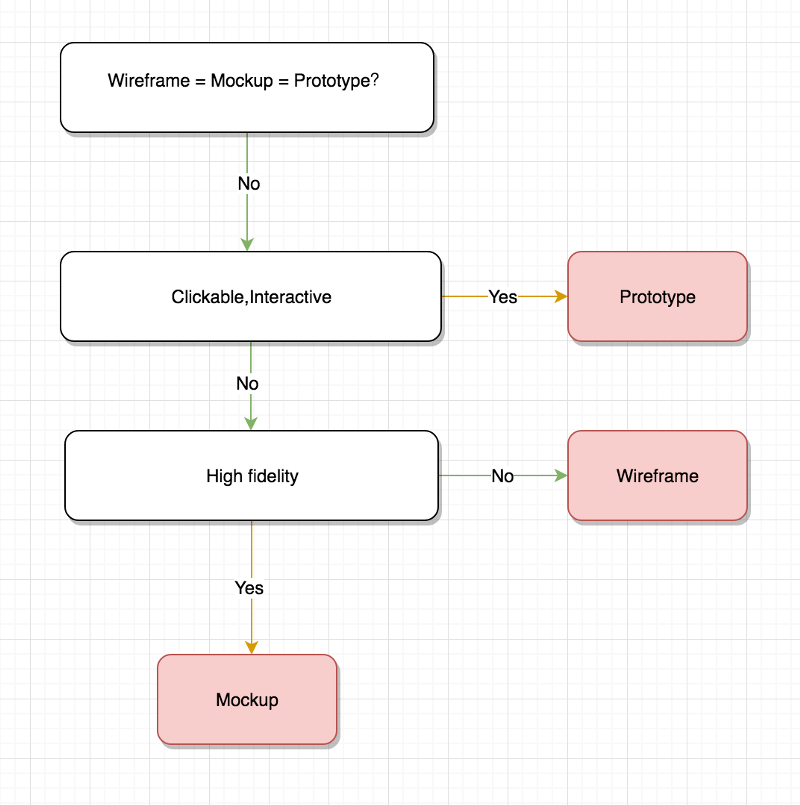 Wireframe = Mockup = Prototype?
No
Clickable,Interactive
Yes
Prototype
No
High fidelity
No
Wireframe
Yes
Mockup